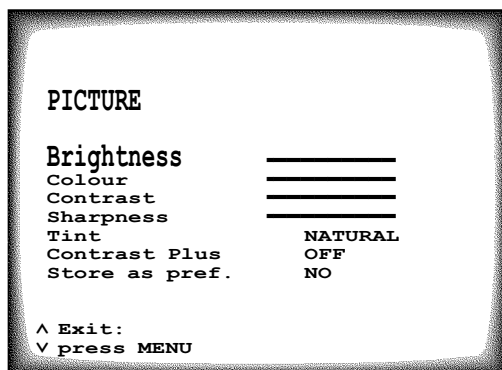 PICTURE
Brightness
Colour
Contrast
Sharpness
Tint NATURAL
Contrast Plus OFF
Store as pref. NO
∧ Exit:
∨ press MENU